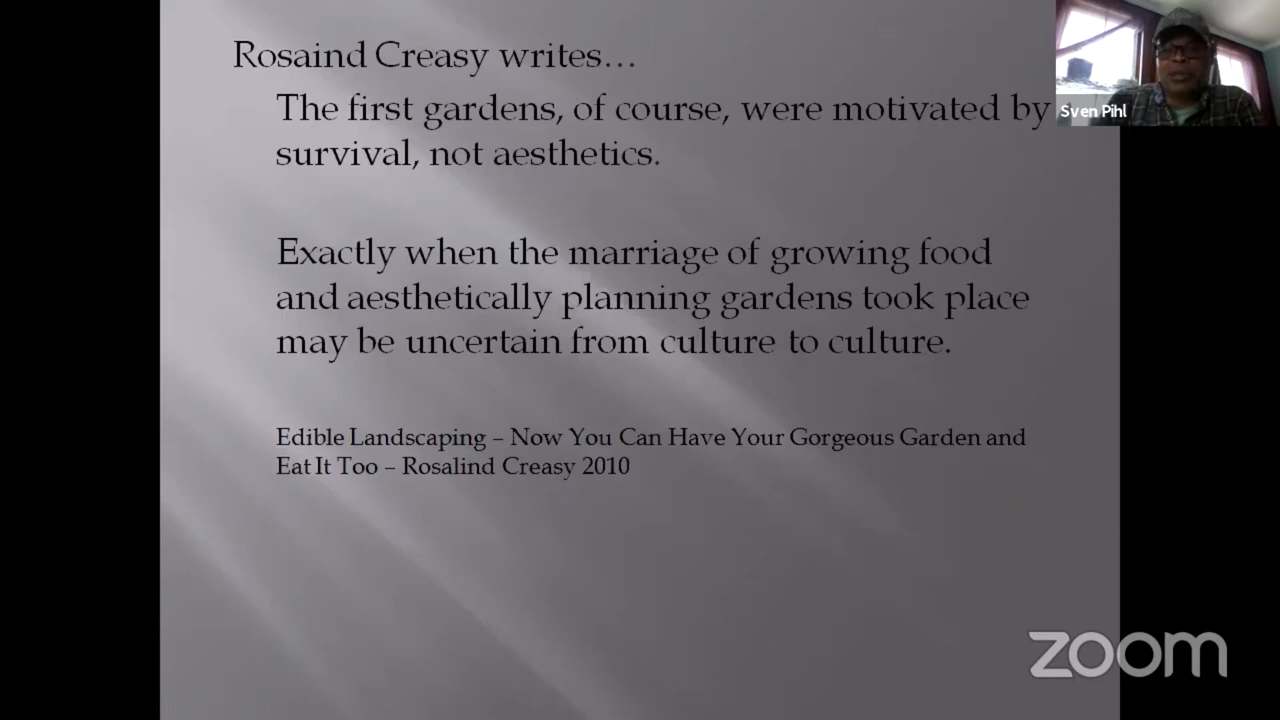 Rosaind Creasy writes…
The first gardens, of course, were motivated by
survival, not aesthetics.
Exactly when the marriage of growing food
and aesthetically planning gardens took place
may be uncertain from culture to culture.
Edible Landscaping – Now You Can Have Your Gorgeous Garden and
Eat It Too – Rosalind Creasy 2010
Sven Pihl
zoom